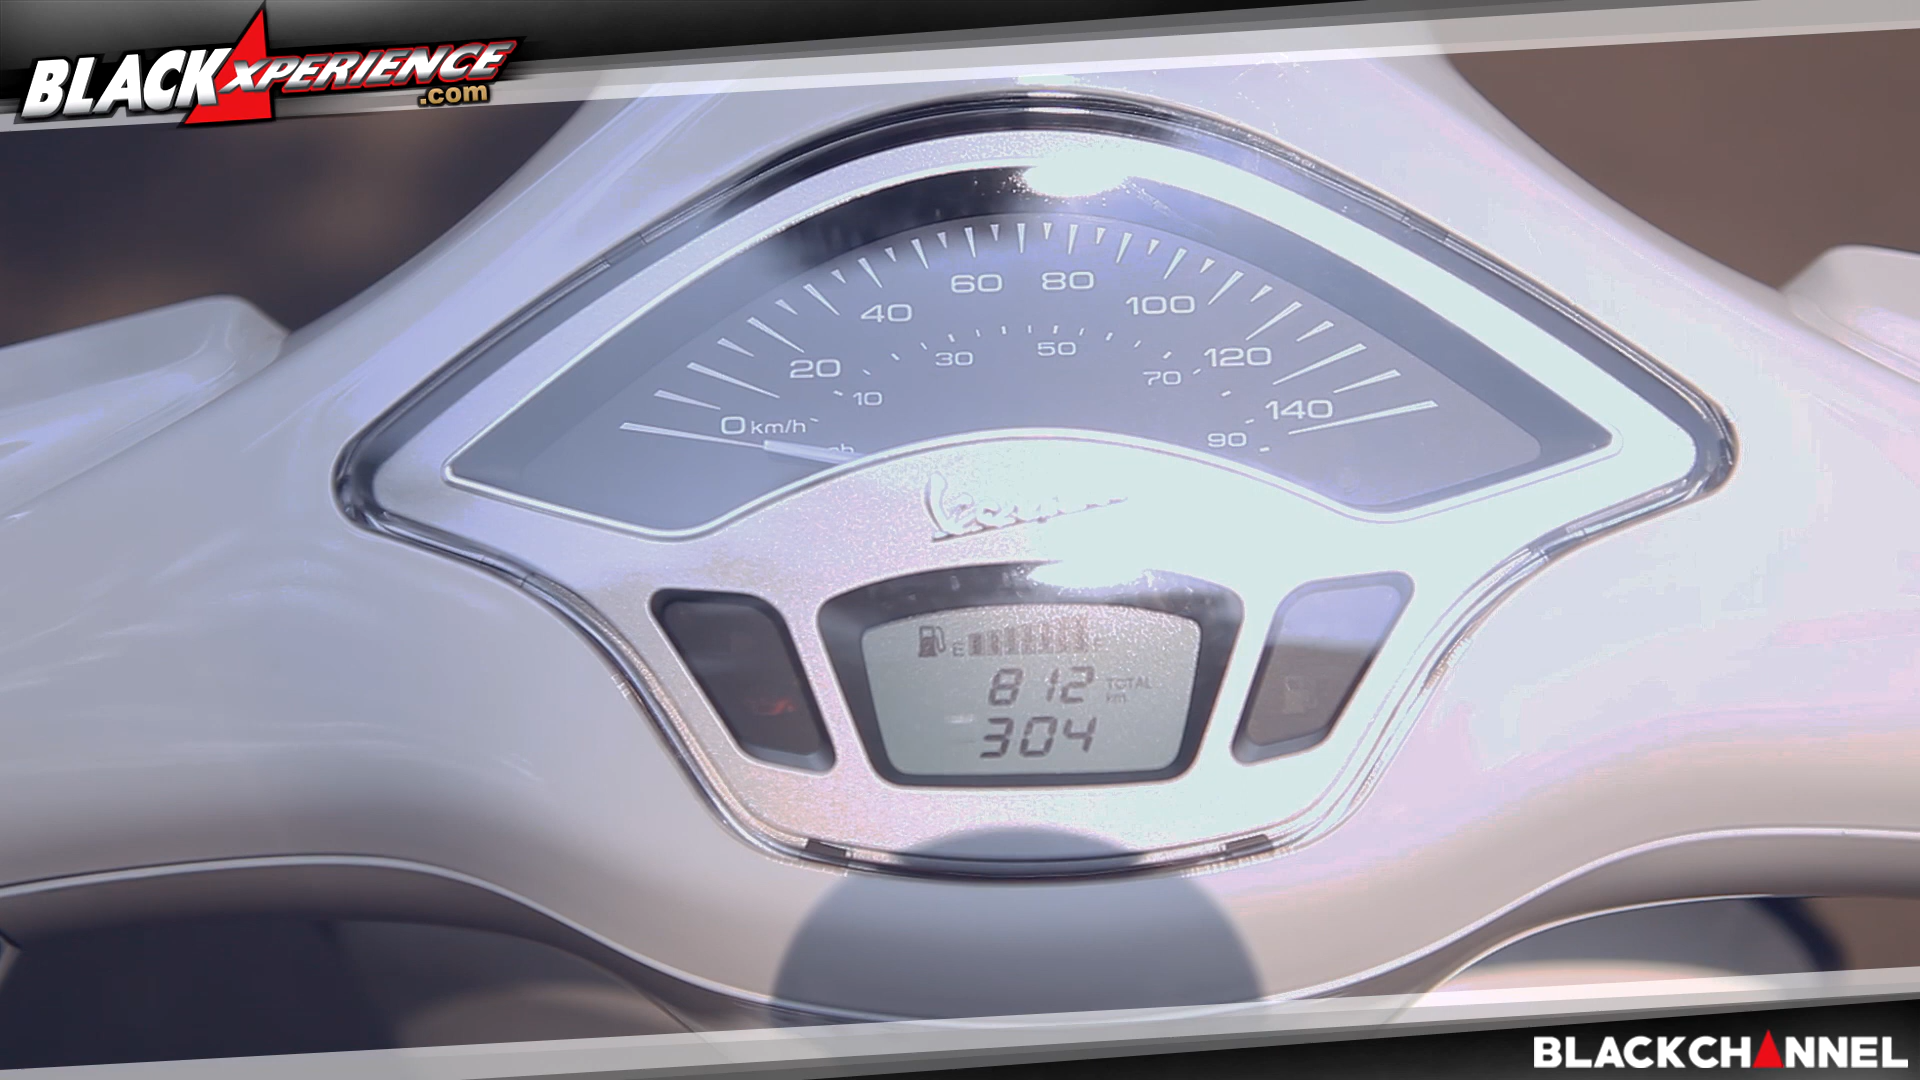 BLACKXPERIENCE
.com
60 80
40 100
20 30 50 70 120
10
0 km/h 90 140
Vespa
E F
812 TOTAL km
304
BLACKCHANNEL